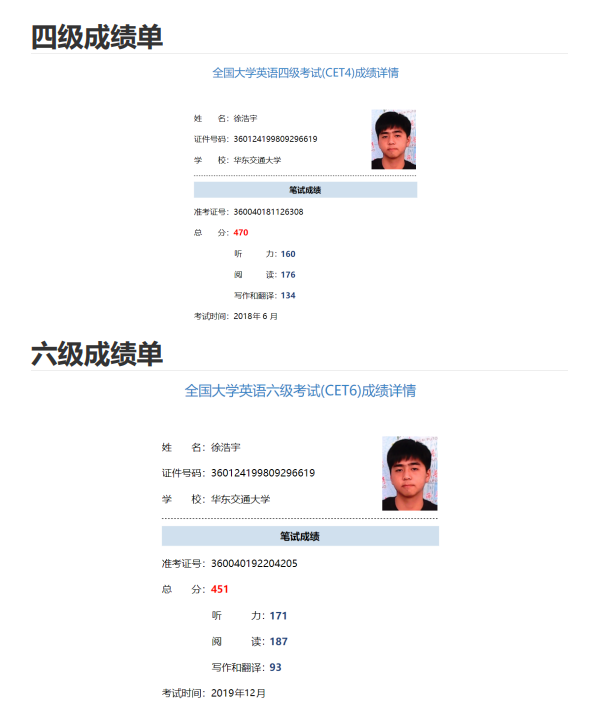 四级成绩单
全国大学英语四级考试(CET4)成绩详情
姓 名：徐浩宇
证件号码：360124199809296619
学 校：华东交通大学
笔试成绩
准考证号：360040181126308
总 分：470
听 力：160
阅 读：176
写作和翻译：134
考试时间：2018年 6 月
六级成绩单
全国大学英语六级考试(CET6)成绩详情
姓 名：徐浩宇
证件号码：360124199809296619
学 校：华东交通大学
笔试成绩
准考证号：360040192204205
总 分：451
听 力：171
阅 读：187
写作和翻译：93
考试时间：2019年12月